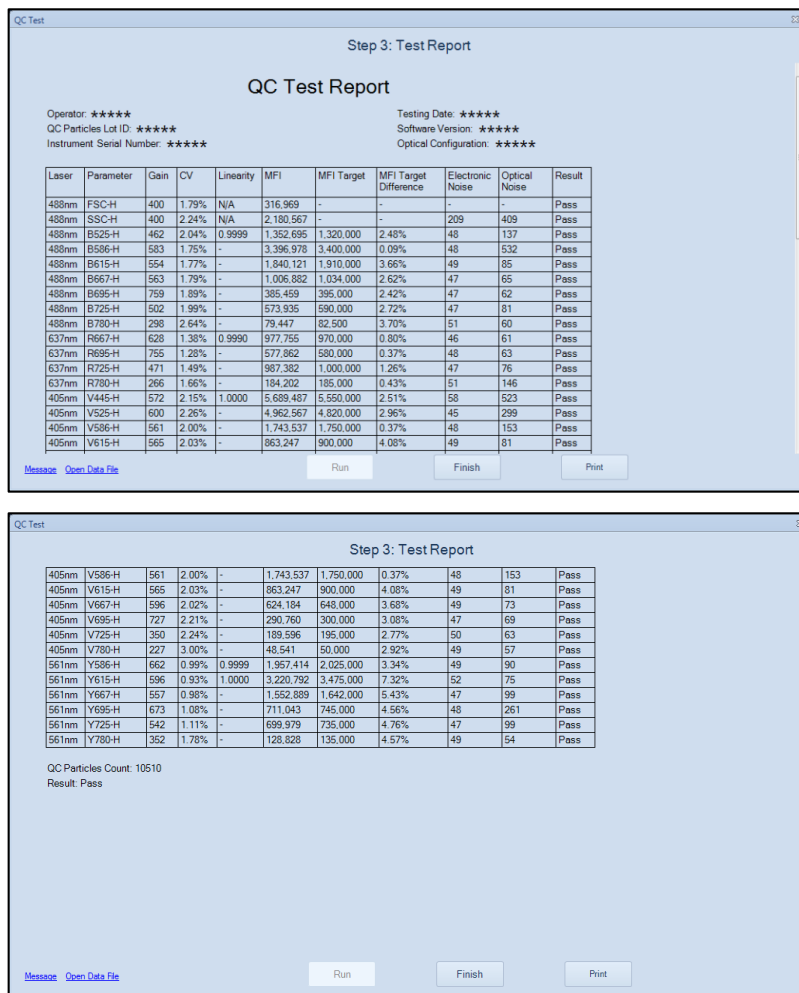 QC Test
Step 3: Test Report
QC Test Report
Operator: ***** Testing Date: *****
QC Particles Lot ID: ***** Software Version: *****
Instrument Serial Number: ***** Optical Configuration: *****
Laser Parameter Gain CV Linearity MFI MFI Target MFI Target Difference Electronic Noise Optical Noise Result
488nm FSC-H 400 1.79% N/A 316,969 - - - - Pass
488nm SSC-H 400 2.24% N/A 2,180,567 - - 209 409 Pass
488nm B525-H 462 2.04% 0.9999 1,352,695 1,320,000 2.48% 48 137 Pass
488nm B586-H 583 1.75% - 3,396,978 3,400,000 0.09% 48 532 Pass
488nm B615-H 554 1.77% - 1,840,121 1,910,000 3.66% 49 85 Pass
488nm B667-H 563 1.79% - 1,006,882 1,034,000 2.62% 47 65 Pass
488nm B695-H 759 1.89% - 385,459 395,000 2.42% 47 62 Pass
488nm B725-H 502 1.99% - 573,935 590,000 2.72% 47 81 Pass
488nm B780-H 298 2.64% - 79,447 82,500 3.70% 51 60 Pass
637nm R667-H 628 1.38% 0.9990 977,755 970,000 0.80% 46 61 Pass
637nm R695-H 755 1.28% - 577,862 580,000 0.37% 48 63 Pass
637nm R725-H 471 1.49% - 987,382 1,000,000 1.26% 47 76 Pass
637nm R780-H 266 1.66% - 184,202 185,000 0.43% 51 146 Pass
405nm V445-H 572 2.15% 1.0000 5,689,487 5,550,000 2.51% 58 523 Pass
405nm V525-H 600 2.26% - 4,962,567 4,820,000 2.96% 45 299 Pass
405nm V586-H 561 2.00% - 1,743,537 1,750,000 0.37% 48 153 Pass
405nm V615-H 565 2.03% - 863,247 900,000 4.08% 49 81 Pass
Message Open Data File Run Finish Print
QC Test
Step 3: Test Report
405nm V586-H 561 2.00% - 1,743,537 1,750,000 0.37% 48 153 Pass
405nm V615-H 565 2.03% - 863,247 900,000 4.08% 49 81 Pass
405nm V667-H 596 2.02% - 624,184 648,000 3.68% 49 73 Pass
405nm V695-H 727 2.21% - 290,760 300,000 3.08% 47 69 Pass
405nm V725-H 350 2.24% - 189,596 195,000 2.77% 50 63 Pass
405nm V780-H 227 3.00% - 48,541 50,000 2.92% 49 57 Pass
561nm Y586-H 662 0.99% 0.9999 1,957,414 2,025,000 3.34% 49 90 Pass
561nm Y615-H 596 0.93% 1.0000 3,220,792 3,475,000 7.32% 52 75 Pass
561nm Y667-H 557 0.98% - 1,552,889 1,642,000 5.43% 47 99 Pass
561nm Y695-H 673 1.08% - 711,043 745,000 4.56% 48 261 Pass
561nm Y725-H 542 1.11% - 699,979 735,000 4.76% 47 99 Pass
561nm Y780-H 352 1.78% - 128,828 135,000 4.57% 49 54 Pass
QC Particles Count: 10510
Result: Pass
Message Open Data File Run Finish Print